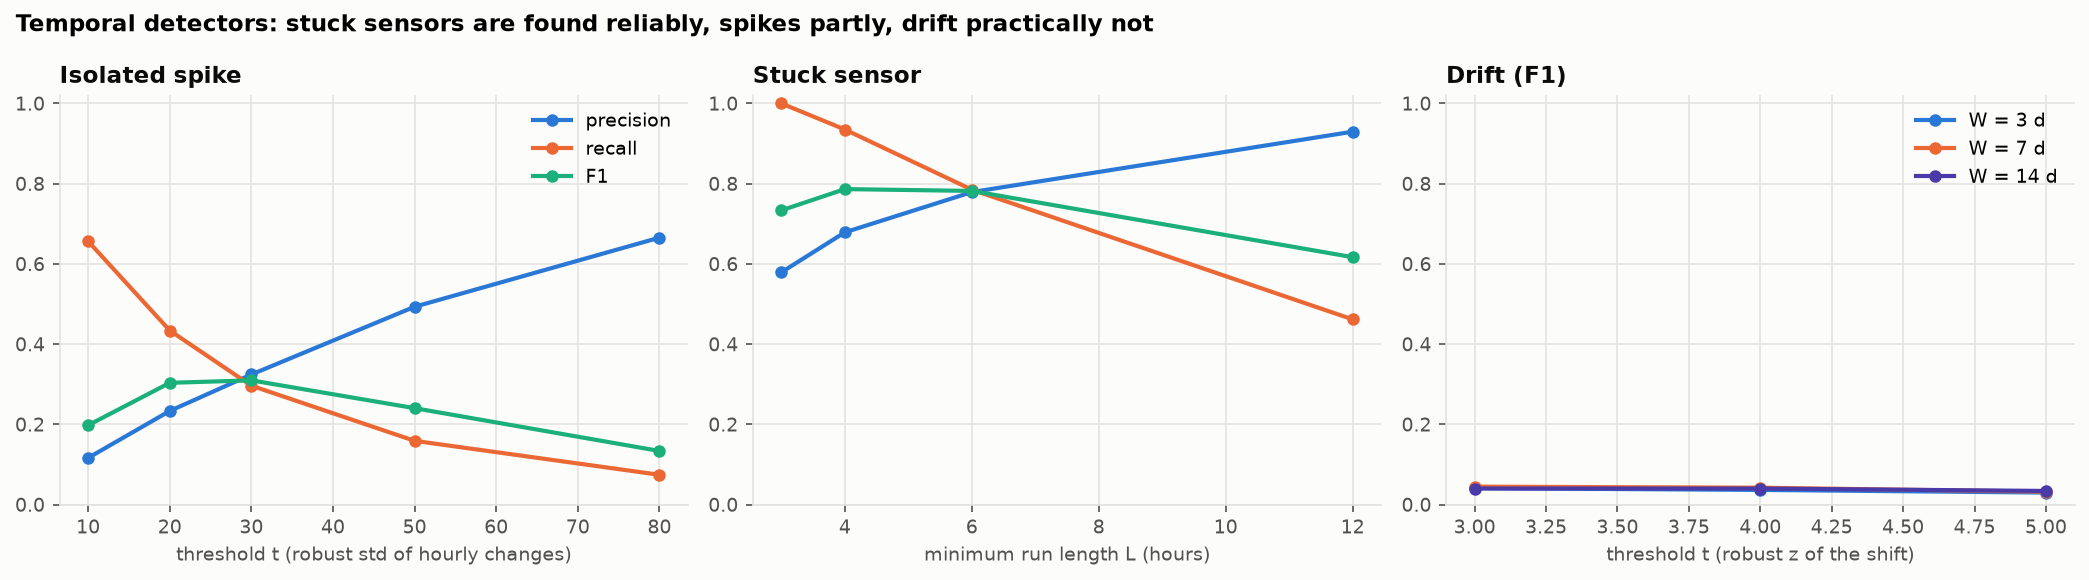 Temporal detectors: stuck sensors are found reliably, spikes partly, drift practically not
Isolated spike
1.0
0.8
0.6
0.4
0.2
0.0
precision
recall
F1
10 20 30 40 50 60 70 80
threshold t (robust std of hourly changes)
Stuck sensor
1.0
0.8
0.6
0.4
0.2
0.0
4 6 8 10 12
minimum run length L (hours)
Drift (F1)
1.0
0.8
0.6
0.4
0.2
0.0
W = 3 d
W = 7 d
W = 14 d
3.00 3.25 3.50 3.75 4.00 4.25 4.50 4.75 5.00
threshold t (robust z of the shift)